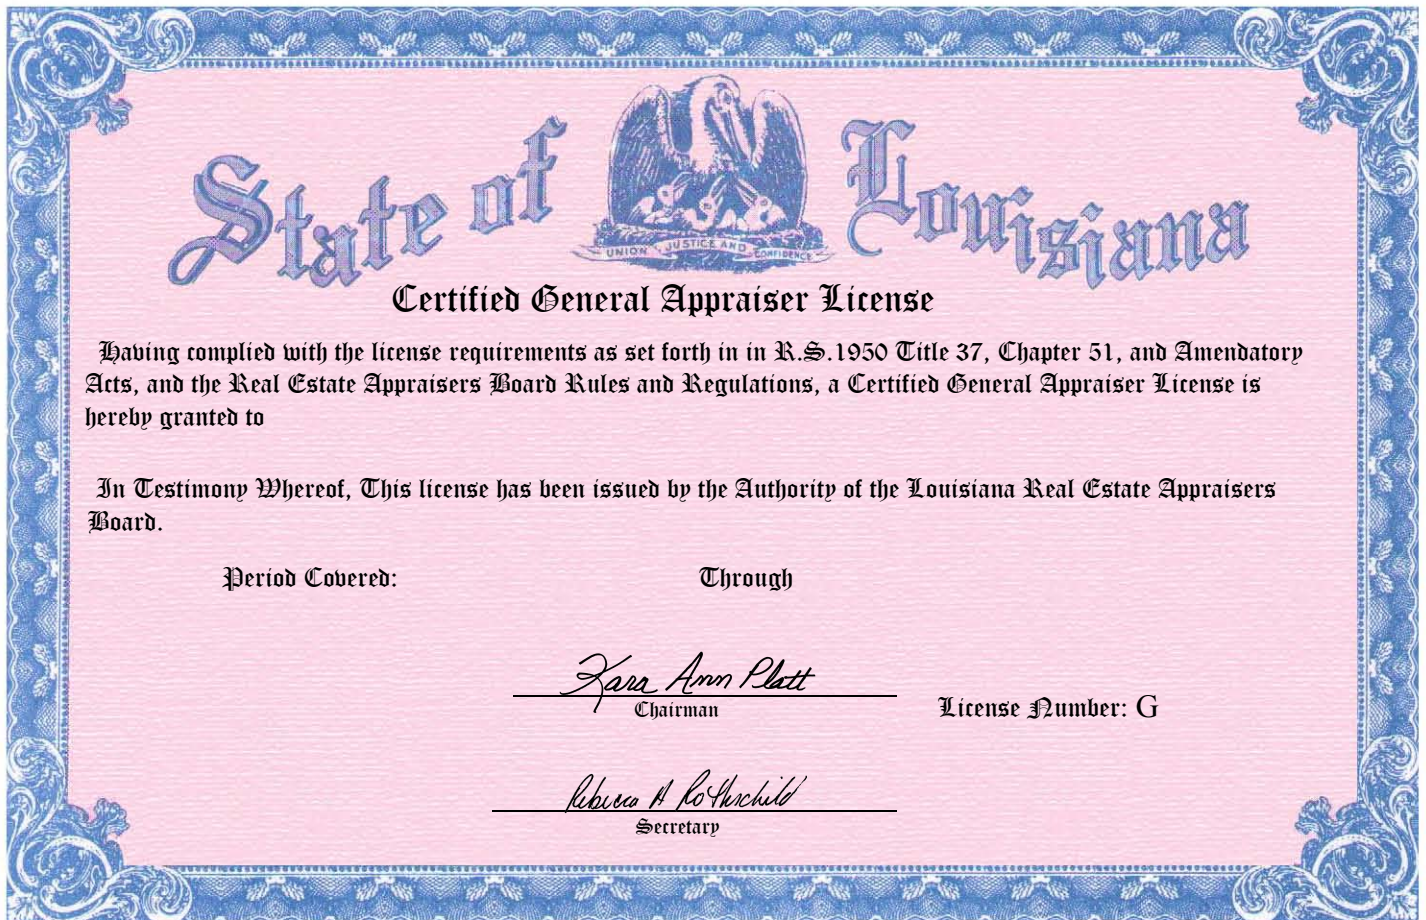 State of Louisiana
UNION JUSTICE AND CONFIDENCE
Certified General Appraiser License
Having complied with the license requirements as set forth in in R.S.1950 Title 37, Chapter 51, and Amendatory
Acts, and the Real Estate Appraisers Board Rules and Regulations, a Certified General Appraiser License is
hereby granted to
In Testimony Whereof, This license has been issued by the Authority of the Louisiana Real Estate Appraisers
Board.
Period Covered: Through
Kara Ann Platt
Chairman
License Number: G
Rebecca A Rothschild
Secretary